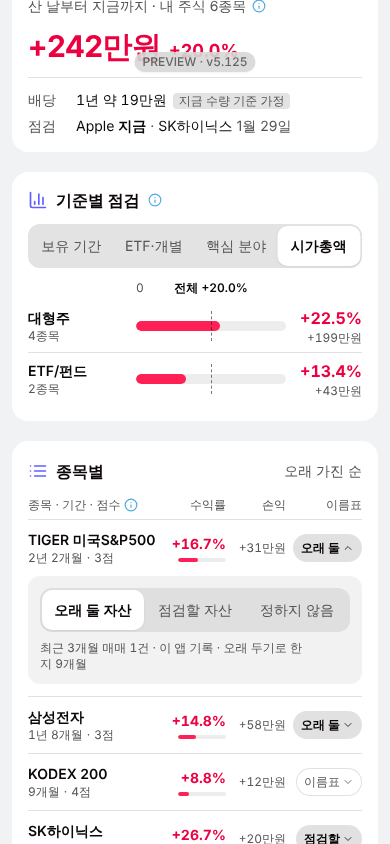 산 날부터 지금까지 · 내 주식 6종목
+242만원 +20.0%
PREVIEW · v5.125
배당 1년 약 19만원 지금 수량 기준 가정
점검 Apple 지금 · SK하이닉스 1월 29일
기준별 점검
보유 기간 ETF·개별 핵심 분야 시가총액
0 전체 +20.0%
대형주 +22.5%
4종목 +199만원
ETF/펀드 +13.4%
2종목 +43만원
종목별 오래 가진 순
종목 · 기간 · 점수 수익률 손익 이름표
TIGER 미국S&P500 +16.7% +31만원 오래 둘
2년 2개월 · 3점
오래 둘 자산 점검할 자산 정하지 않음
최근 3개월 매매 1건 · 이 앱 기록 · 오래 두기로 한
지 9개월
삼성전자 +14.8% +58만원 오래 둘
1년 8개월 · 3점
KODEX 200 +8.8% +12만원 이름표
9개월 · 4점
SK하이닉스 +26.7% +20만원 점검할